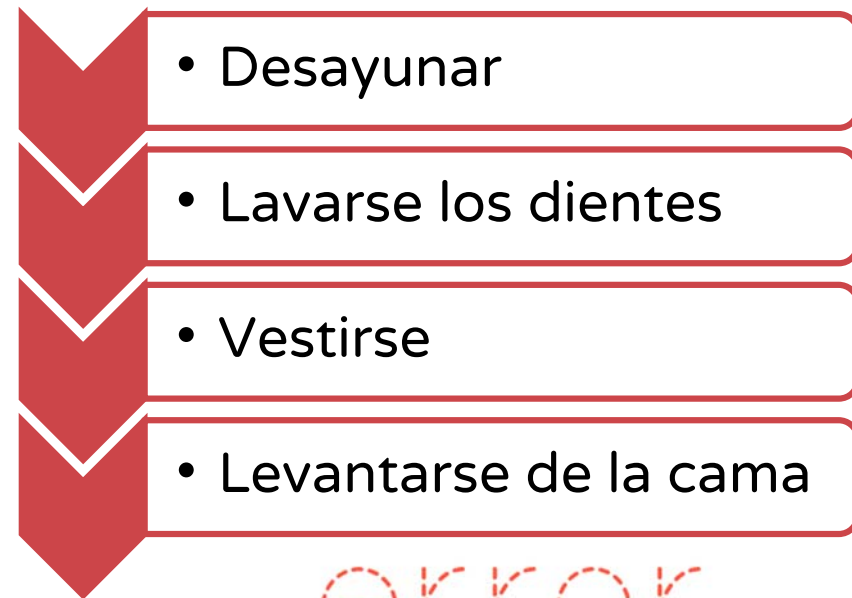 • Desayunar
• Lavarse los dientes
• Vestirse
• Levantarse de la cama